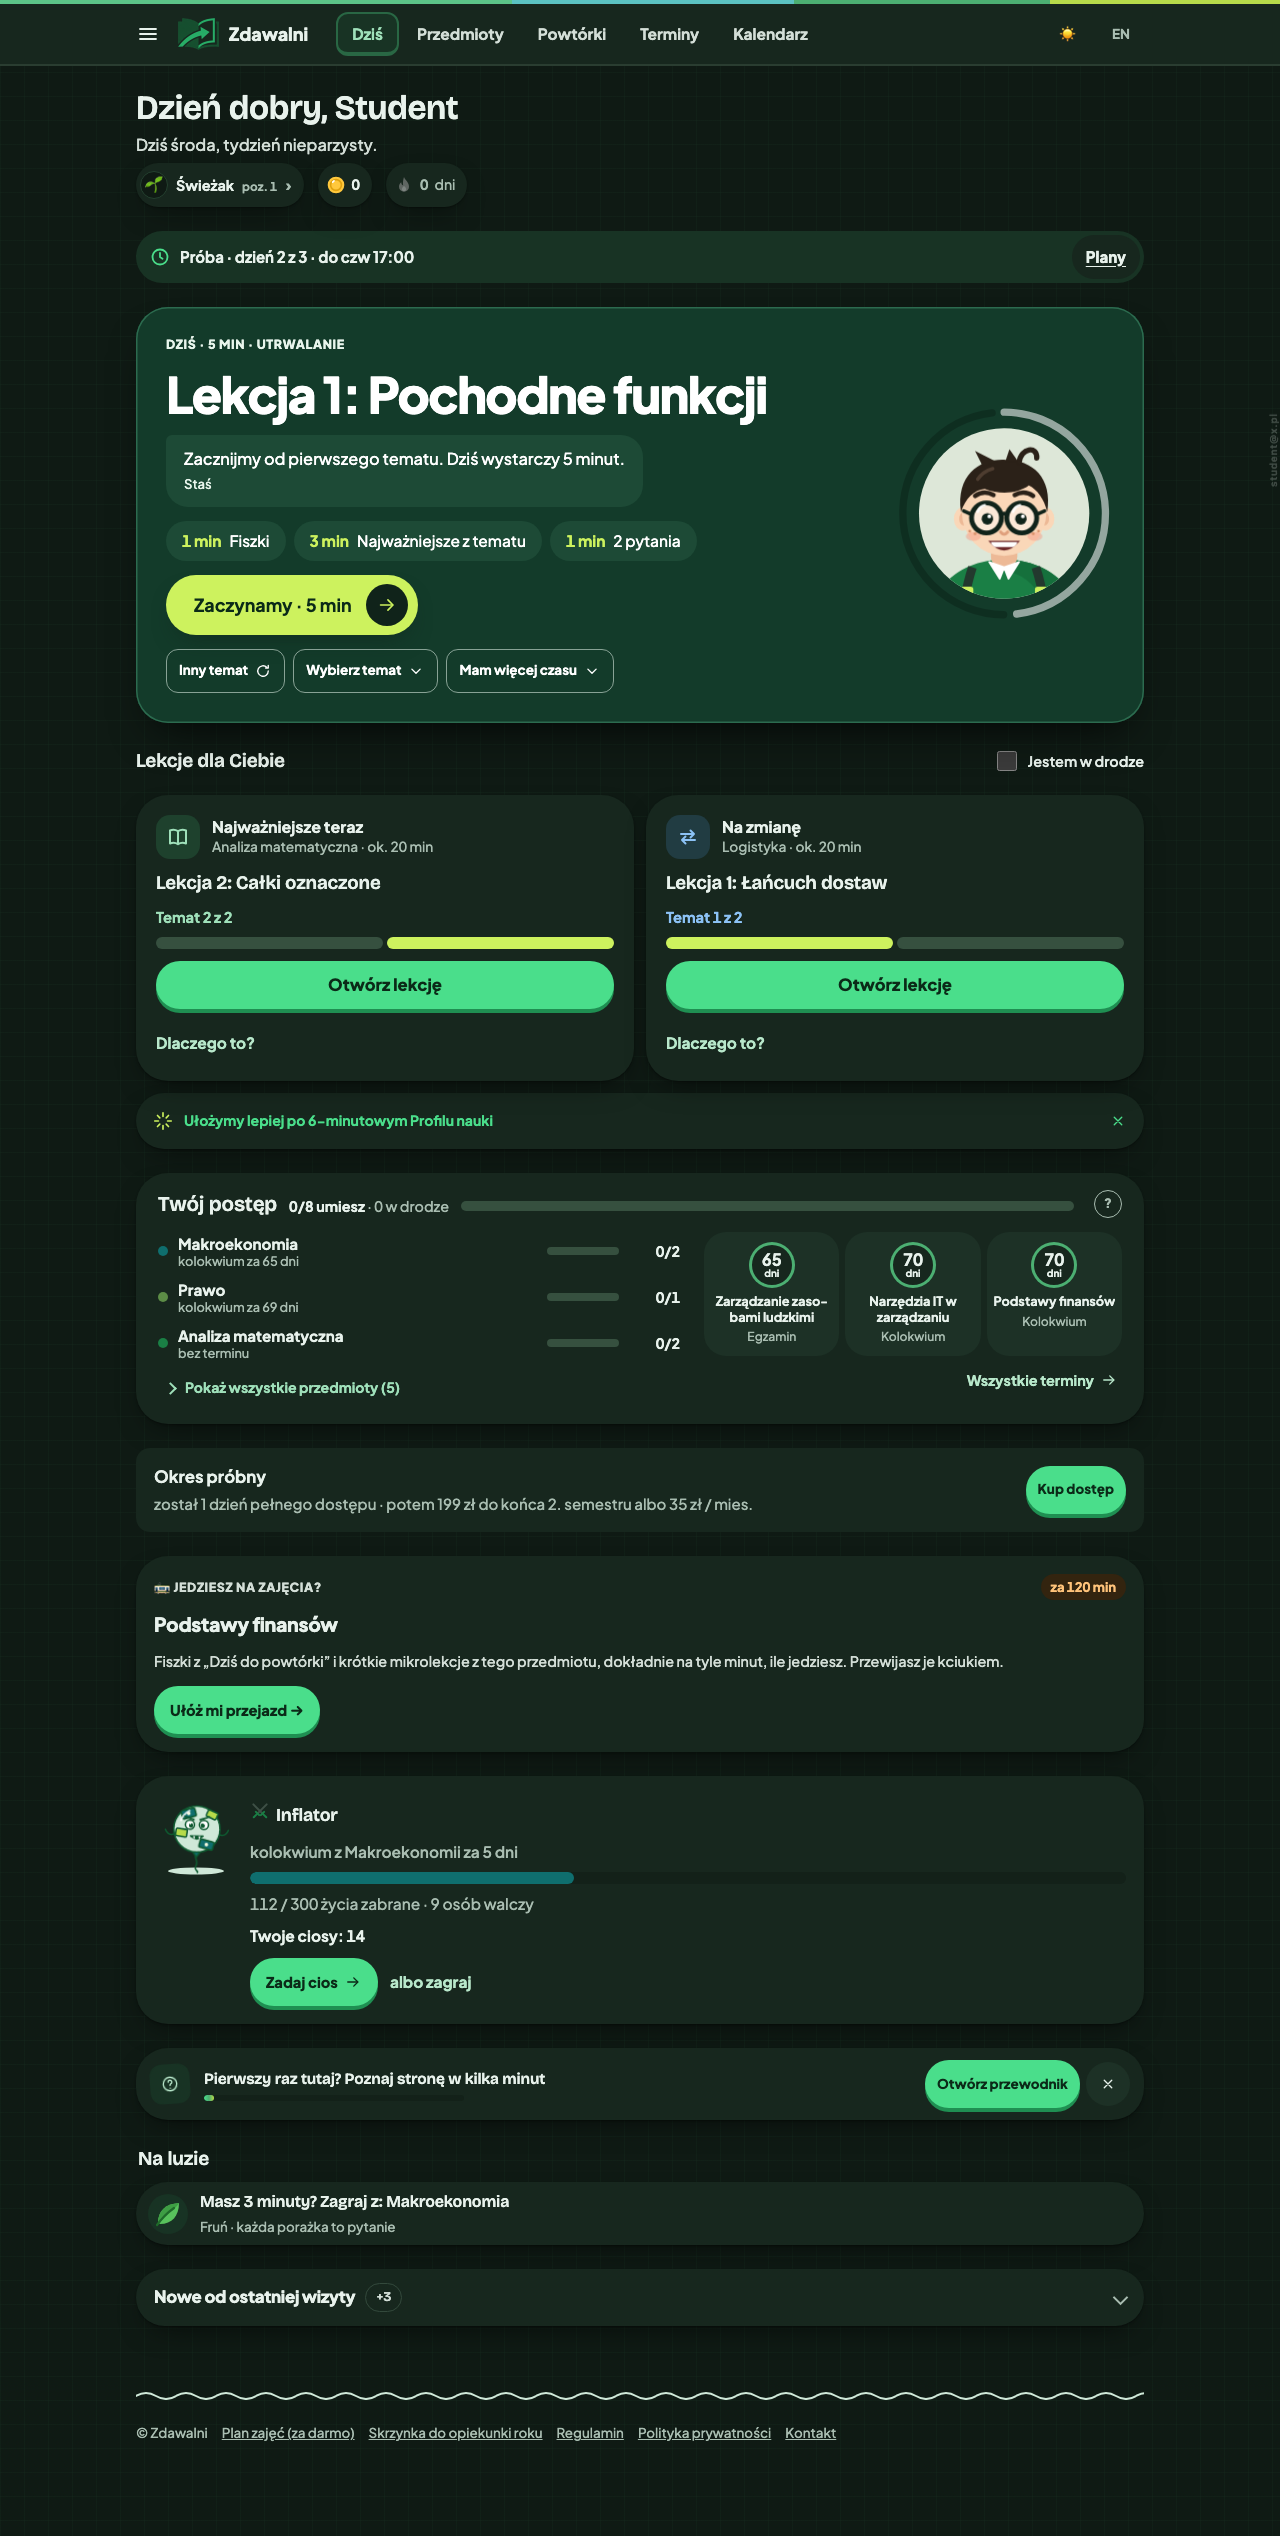 Zdawalni
Dziś
Przedmioty
Powtórki
Terminy
Kalendarz
EN
Dzień dobry, Student
Dziś środa, tydzień nieparzysty.
Świeżak poz. 1 ›
0
0 dni
Próba · dzień 2 z 3 · do czw 17:00
Plany
DZIŚ · 5 MIN · UTRWALANIE
Lekcja 1: Pochodne funkcji
Zacznijmy od pierwszego tematu. Dziś wystarczy 5 minut.
Staś
1 min Fiszki
3 min Najważniejsze z tematu
1 min 2 pytania
Zaczynamy · 5 min →
Inny temat
Wybierz temat
Mam więcej czasu
student@x.pl
Lekcje dla Ciebie
Jestem w drodze
Najważniejsze teraz
Analiza matematyczna · ok. 20 min
Lekcja 2: Całki oznaczone
Temat 2 z 2
Otwórz lekcję
Dlaczego to?
Na zmianę
Logistyka · ok. 20 min
Lekcja 1: Łańcuch dostaw
Temat 1 z 2
Otwórz lekcję
Dlaczego to?
Ułożymy lepiej po 6-minutowym Profilu nauki
Twój postęp 0/8 umiesz · 0 w drodze
?
Makroekonomia
kolokwium za 65 dni
0/2
Prawo
kolokwium za 69 dni
0/1
Analiza matematyczna
bez terminu
0/2
Pokaż wszystkie przedmioty (5)
65
dni
Zarządzanie zaso-
bami ludzkimi
Egzamin
70
dni
Narzędzia IT w
zarządzaniu
Kolokwium
70
dni
Podstawy finansów
Kolokwium
Wszystkie terminy →
Okres próbny
został 1 dzień pełnego dostępu · potem 199 zł do końca 2. semestru albo 35 zł / mies.
Kup dostęp
JEDZIESZ NA ZAJĘCIA?
za 120 min
Podstawy finansów
Fiszki z „Dziś do powtórki” i krótkie mikrolekcje z tego przedmiotu, dokładnie na tyle minut, ile jedziesz. Przewijasz je kciukiem.
Ułóż mi przejazd →
Inflator
kolokwium z Makroekonomii za 5 dni
112 / 300 życia zabrane · 9 osób walczy
Twoje ciosy: 14
Zadaj cios →
albo zagraj
Pierwszy raz tutaj? Poznaj stronę w kilka minut
Otwórz przewodnik
Na luzie
Masz 3 minuty? Zagraj z: Makroekonomia
Fruń · każda porażka to pytanie
Nowe od ostatniej wizyty +3
© Zdawalni
Plan zajęć (za darmo)
Skrzynka do opiekunki roku
Regulamin
Polityka prywatności
Kontakt